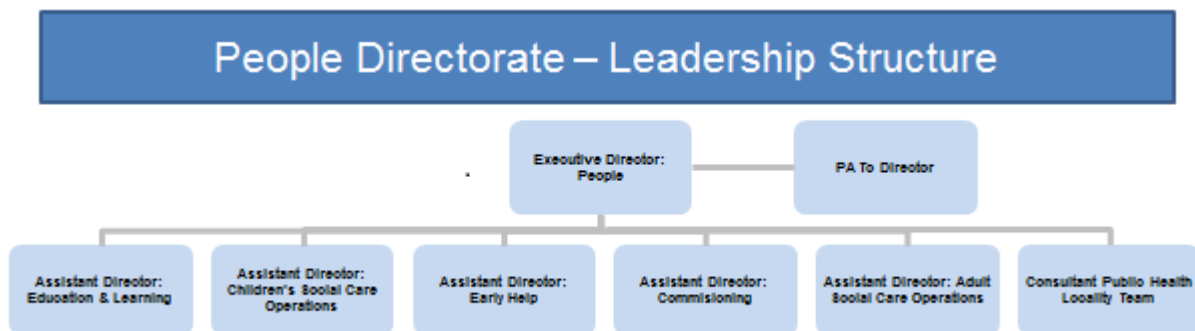 People Directorate – Leadership Structure
Executive Director:
People
PA To Director
Assistant Director:
Education & Learning
Assistant Director:
Children's Social Care
Operations
Assistant Director:
Early Help
Assistant Director:
Commisioning
Assistant Director: Adult
Social Care Operations
Consultant Public Health
Locality Team